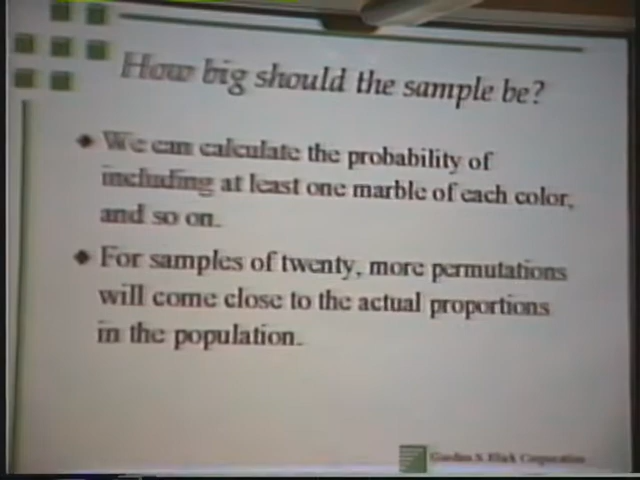 How big should the sample be?
We can calculate the probability of
including at least one marble of each color,
and so on.
For samples of twenty, more permutations
will come close to the actual proportions
in the population.
Corporation